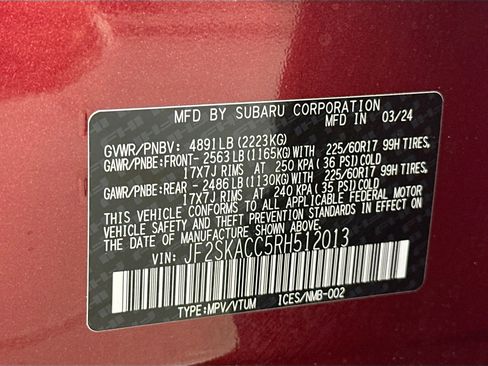 MFD BY SUBARU CORPORATION
MFD IN 03/24
GVWR/PNBV: 4891LB (2223KG)
GAWR/PNBE:FRONT- 2563LB (1165KG)WITH 225/60R17 99H TIRES,
17X7J RIMS AT 250 KPA (36 PSI)COLD
GAWR/PNBE:REAR - 2486LB (1130KG)WITH 225/60R17 99H TIRES,
17X7J RIMS AT 240 KPA (35 PSI)COLD
THIS VEHICLE CONFORMS TO ALL APPLICABLE FEDERAL MOTOR
VEHICLE SAFETY AND THEFT PREVENTION STANDARDS IN EFFECT
ON THE DATE OF MANUFACTURE SHOWN ABOVE.
VIN: JF2SKACC5RH512013
TYPE:MPV/VTUM ICES/NMB-002